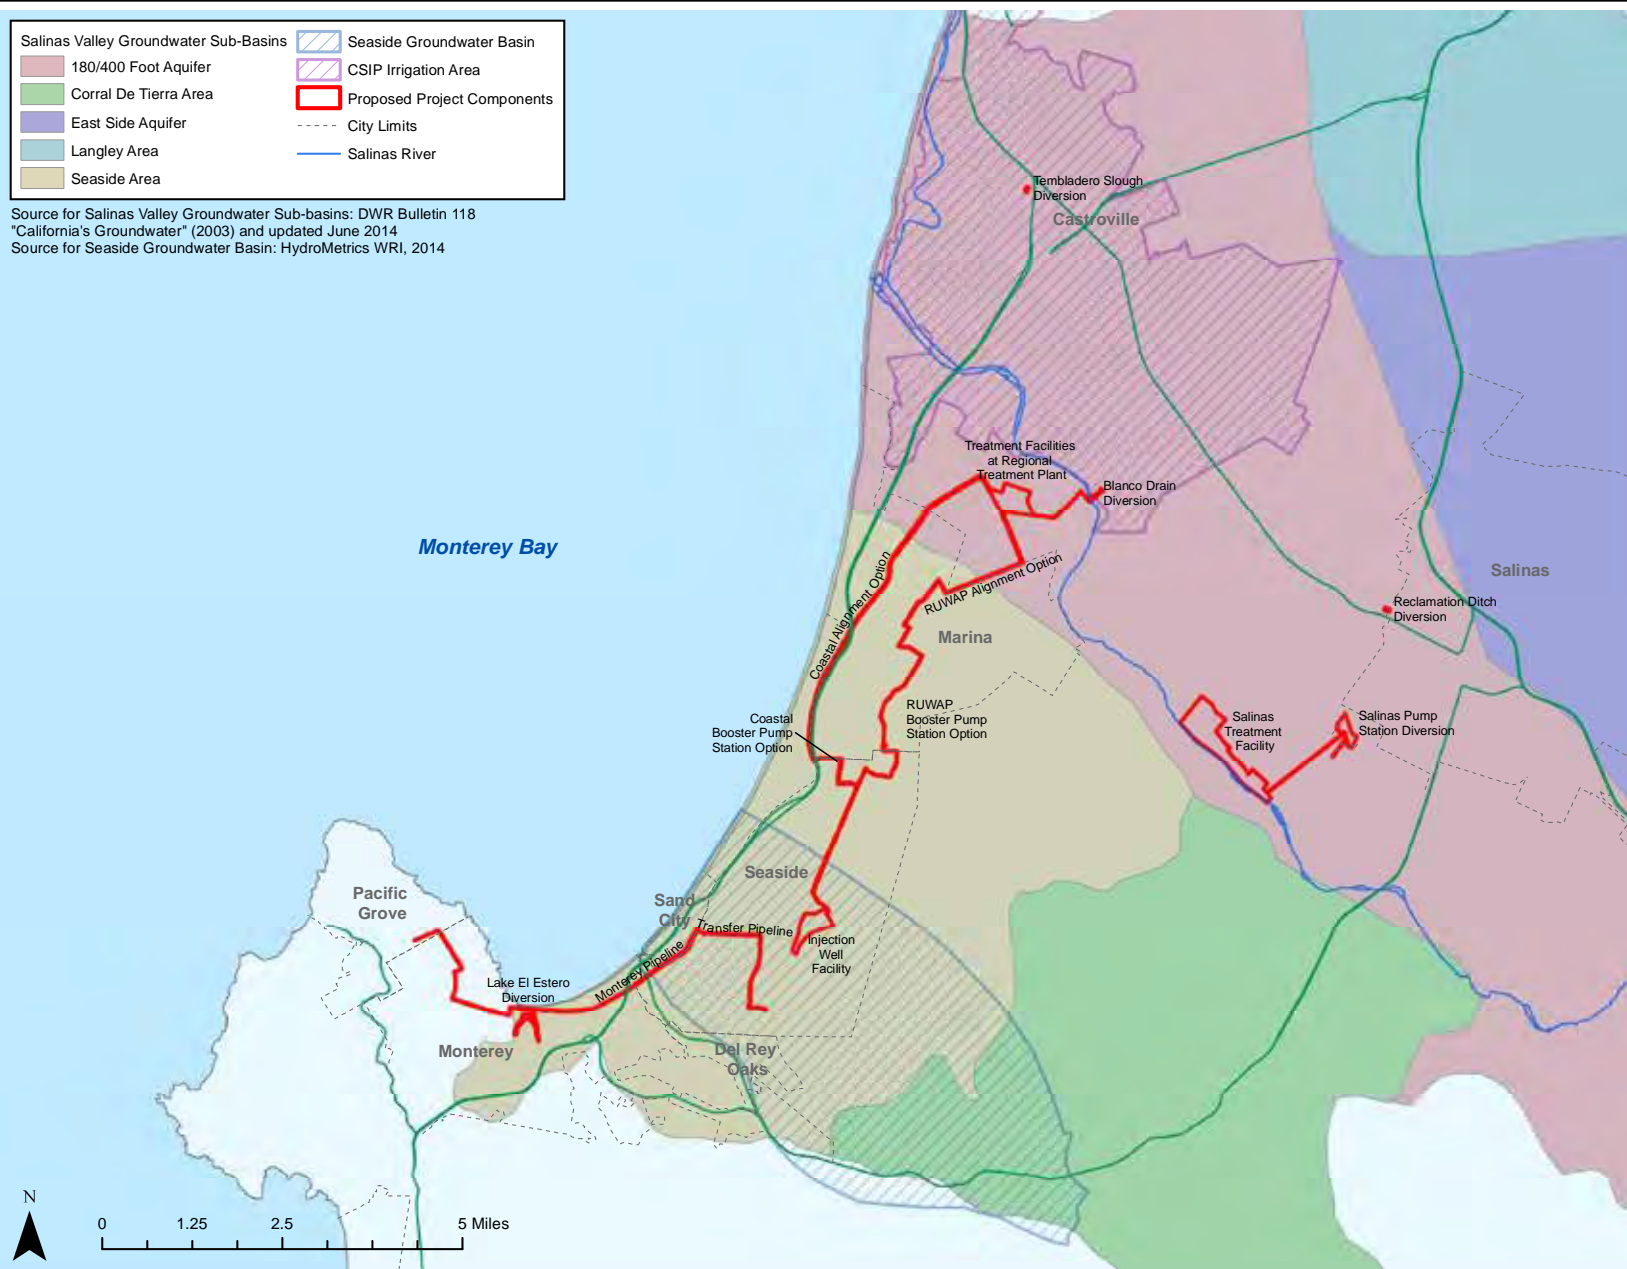 Salinas Valley Groundwater Sub-Basins
180/400 Foot Aquifer
Corral De Tierra Area
East Side Aquifer
Langley Area
Seaside Area
Seaside Groundwater Basin
CSIP Irrigation Area
Proposed Project Components
City Limits
Salinas River
Source for Salinas Valley Groundwater Sub-basins: DWR Bulletin 118
"California's Groundwater" (2003) and updated June 2014
Source for Seaside Groundwater Basin: HydroMetrics WRI, 2014
Tembladero Slough
Diversion
Castroville
Treatment Facilities
at Regional
Treatment Plant
Blanco Drain
Diversion
Monterey Bay
Salinas
Coastal Alignment Option
RUWAP Alignment Option
Reclamation Ditch
Diversion
Marina
RUWAP
Booster Pump
Station Option
Coastal
Booster Pump
Station Option
Salinas
Treatment
Facility
Salinas Pump
Station Diversion
Seaside
Pacific
Grove
Sand
City
Transfer Pipeline
Injection
Well
Facility
Monterey Pipeline
Lake El Estero
Diversion
Monterey
Del Rey
Oaks
N
0 1.25 2.5 5 Miles